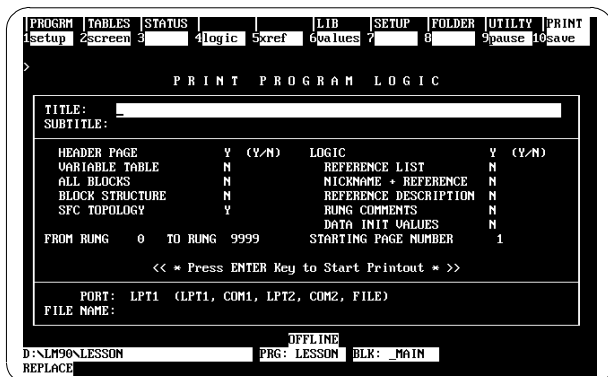 PROGRM |TABLES |STATUS | | |LIB |SETUP |FOLDER |UTILTY |PRINT
1setup 2screen 3 4logic 5xref 6values 7 8 9pause 10save
>
P R I N T P R O G R A M L O G I C
TITLE: _
SUBTITLE:
HEADER PAGE Y (Y/N) LOGIC Y (Y/N)
VARIABLE TABLE N REFERENCE LIST N
ALL BLOCKS N NICKNAME + REFERENCE N
BLOCK STRUCTURE N REFERENCE DESCRIPTION N
SFC TOPOLOGY Y RUNG COMMENTS N
DATA INIT VALUES N
FROM RUNG 0 TO RUNG 9999 STARTING PAGE NUMBER 1
<< * Press ENTER Key to Start Printout * >>
PORT: LPT1 (LPT1, COM1, LPT2, COM2, FILE)
FILE NAME:
OFFLINE
D:\LM90\LESSON PRG: LESSON BLK: _MAIN
REPLACE